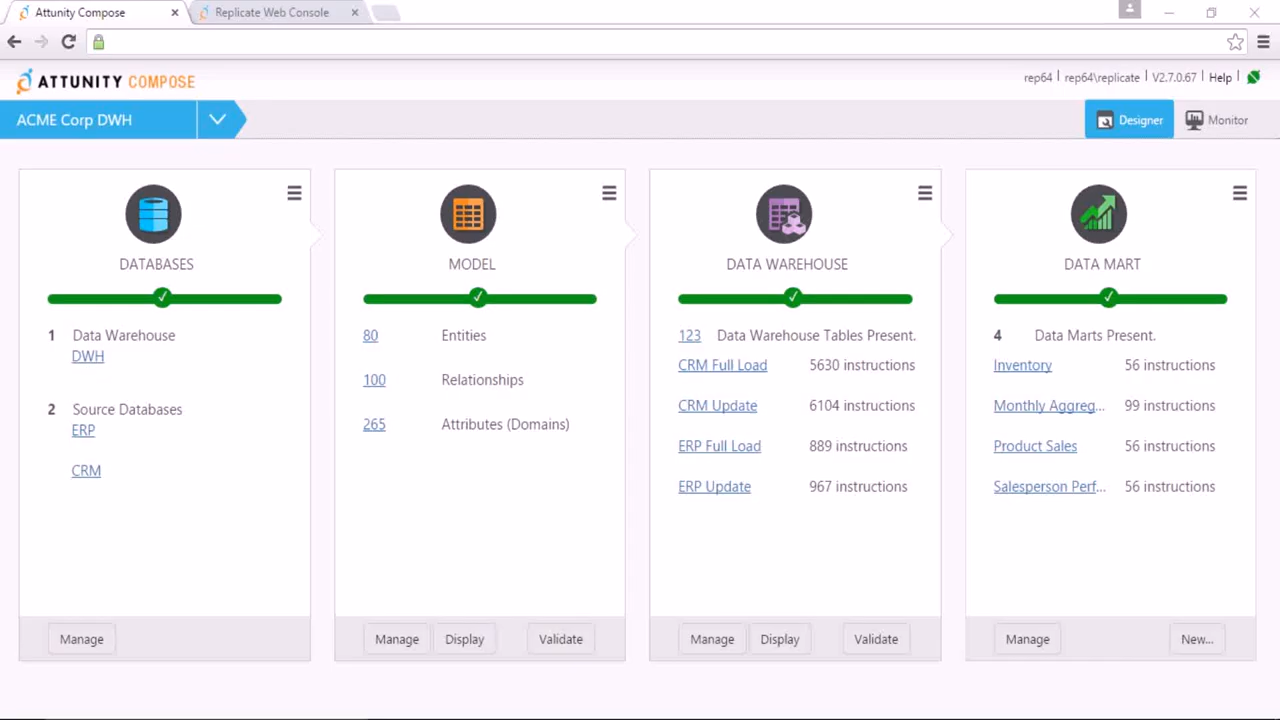 Attunity Compose
Replicate Web Console
ATTUNITY COMPOSE
rep64 | rep64\replicate | V2.7.0.67 | Help |
ACME Corp DWH
Designer
Monitor
DATABASES
1 Data Warehouse
DWH
2 Source Databases
ERP
CRM
Manage
MODEL
80 Entities
100 Relationships
265 Attributes (Domains)
Manage Display Validate
DATA WAREHOUSE
123 Data Warehouse Tables Present.
CRM Full Load 5630 instructions
CRM Update 6104 instructions
ERP Full Load 889 instructions
ERP Update 967 instructions
Manage Display Validate
DATA MART
4 Data Marts Present.
Inventory 56 instructions
Monthly Aggreg... 99 instructions
Product Sales 56 instructions
Salesperson Perf... 56 instructions
Manage New...